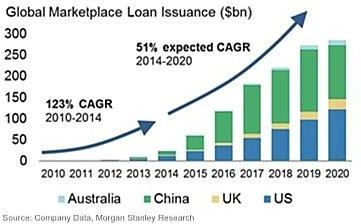 Global Marketplace Loan Issuance ($bn)
300
250
200
150
100
50
0
51% expected CAGR
2014-2020
123% CAGR
2010-2014
2010 2011 2012 2013 2014 2015 2016 2017 2018 2019 2020
Australia China UK US
Source: Company Data, Morgan Stanley Research